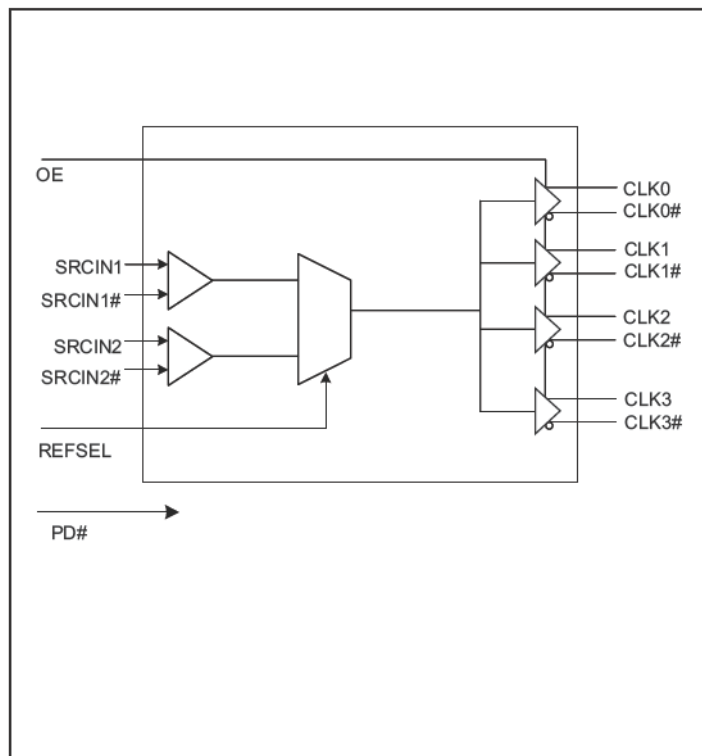 OE
CLK0
CLK0#
CLK1
CLK1#
SRCIN1
SRCIN1#
CLK2
CLK2#
SRCIN2
SRCIN2#
CLK3
CLK3#
REFSEL
PD#